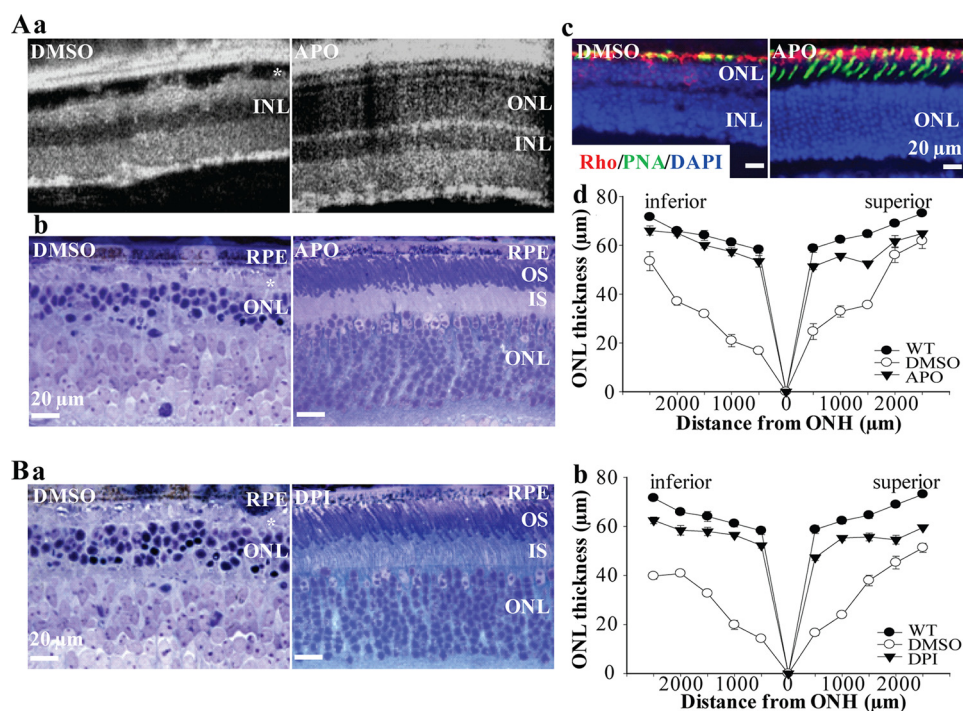 Aa
DMSO
*
INL
APO
ONL
INL
c
DMSO
ONL
INL
Rho/PNA/DAPI
APO
ONL
20 µm
b
DMSO
RPE
*
ONL
20 µm
APO
RPE
OS
IS
ONL
d
inferior
superior
80
60
40
20
0
ONL thickness (µm)
WT
DMSO
APO
2000 1000 0 1000 2000
Distance from ONH (µm)
Ba
DMSO
RPE
*
ONL
20 µm
DPI
RPE
OS
IS
ONL
b
inferior
superior
80
60
40
20
0
ONL thickness (µm)
WT
DMSO
DPI
2000 1000 0 1000 2000
Distance from ONH (µm)